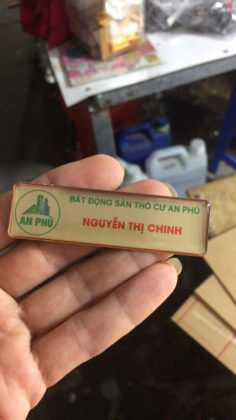 BẤT ĐỘNG SẢN THỔ CƯ AN PHÚ
AN PHÚ
NGUYỄN THỊ CHINH